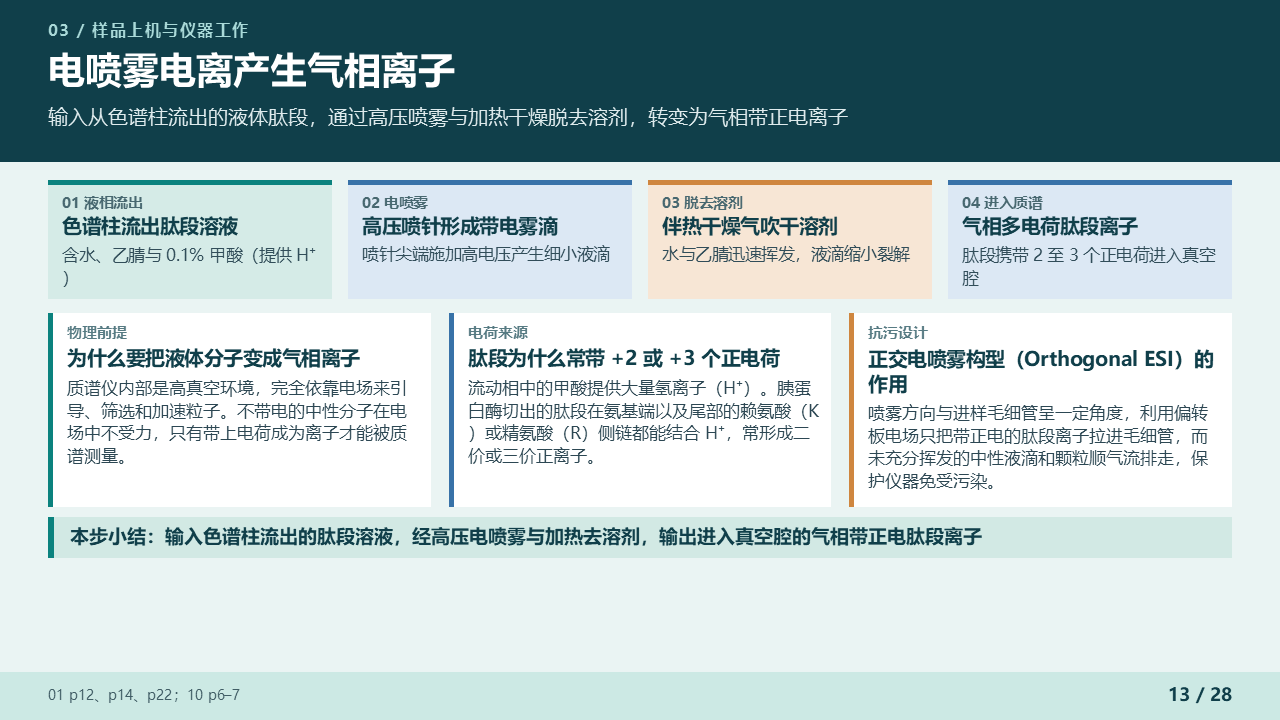 03 / 样品上机与仪器工作
电喷雾电离产生气相离子
输入从色谱柱流出的液体肽段，通过高压喷雾与加热干燥脱去溶剂，转变为气相带正电离子
01 液相流出
色谱柱流出肽段溶液
含水、乙腈与 0.1% 甲酸（提供 H⁺
）
02 电喷雾
高压喷针形成带电雾滴
喷针尖端施加高电压产生细小液滴
03 脱去溶剂
伴热干燥气吹干溶剂
水与乙腈迅速挥发，液滴缩小裂解
04 进入质谱
气相多电荷肽段离子
肽段携带 2 至 3 个正电荷进入真空
腔
物理前提
为什么要把液体分子变成气相离子
质谱仪内部是高真空环境，完全依靠电场来引
导、筛选和加速粒子。不带电的中性分子在电
场中不受力，只有带上电荷成为离子才能被质
谱测量。
电荷来源
肽段为什么常带 +2 或 +3 个正电荷
流动相中的甲酸提供大量氢离子（H⁺）。胰蛋
白酶切出的肽段在氨基端以及尾部的赖氨酸（K
）或精氨酸（R）侧链都能结合 H⁺，常形成二
价或三价正离子。
抗污设计
正交电喷雾构型（Orthogonal ESI）的
作用
喷雾方向与进样毛细管呈一定角度，利用偏转
板电场只把带正电的肽段离子拉进毛细管，而
未充分挥发的中性液滴和颗粒顺气流排走，保
护仪器免受污染。
本步小结：输入色谱柱流出的肽段溶液，经高压电喷雾与加热去溶剂，输出进入真空腔的气相带正电肽段离子
01 p12、p14、p22；10 p6–7
13 / 28